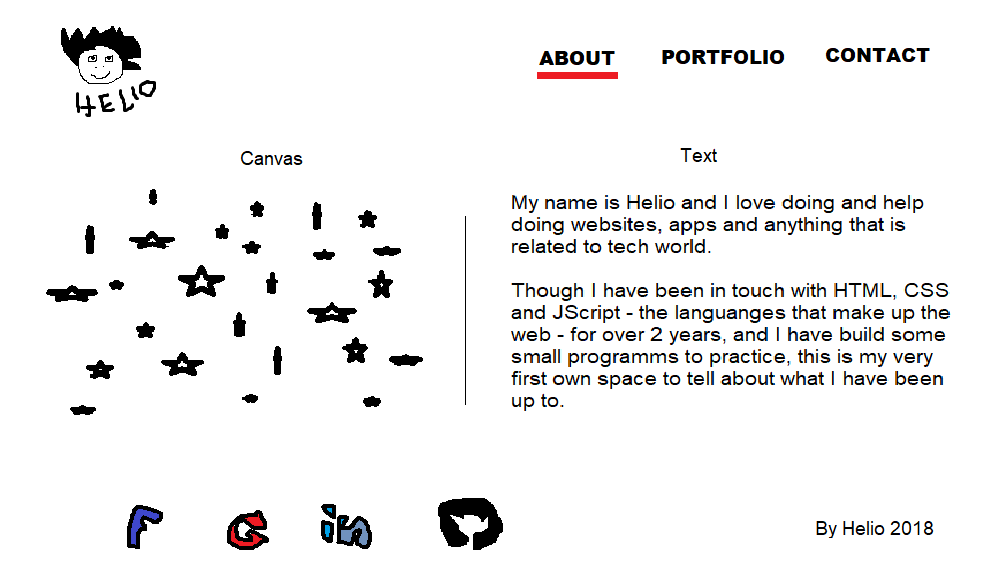 HELIO
ABOUT PORTFOLIO CONTACT
Canvas
Text
My name is Helio and I love doing and help
doing websites, apps and anything that is
related to tech world.
Though I have been in touch with HTML, CSS
and JScript - the languanges that make up the
web - for over 2 years, and I have build some
small programms to practice, this is my very
first own space to tell about what I have been
up to.
F G in
By Helio 2018